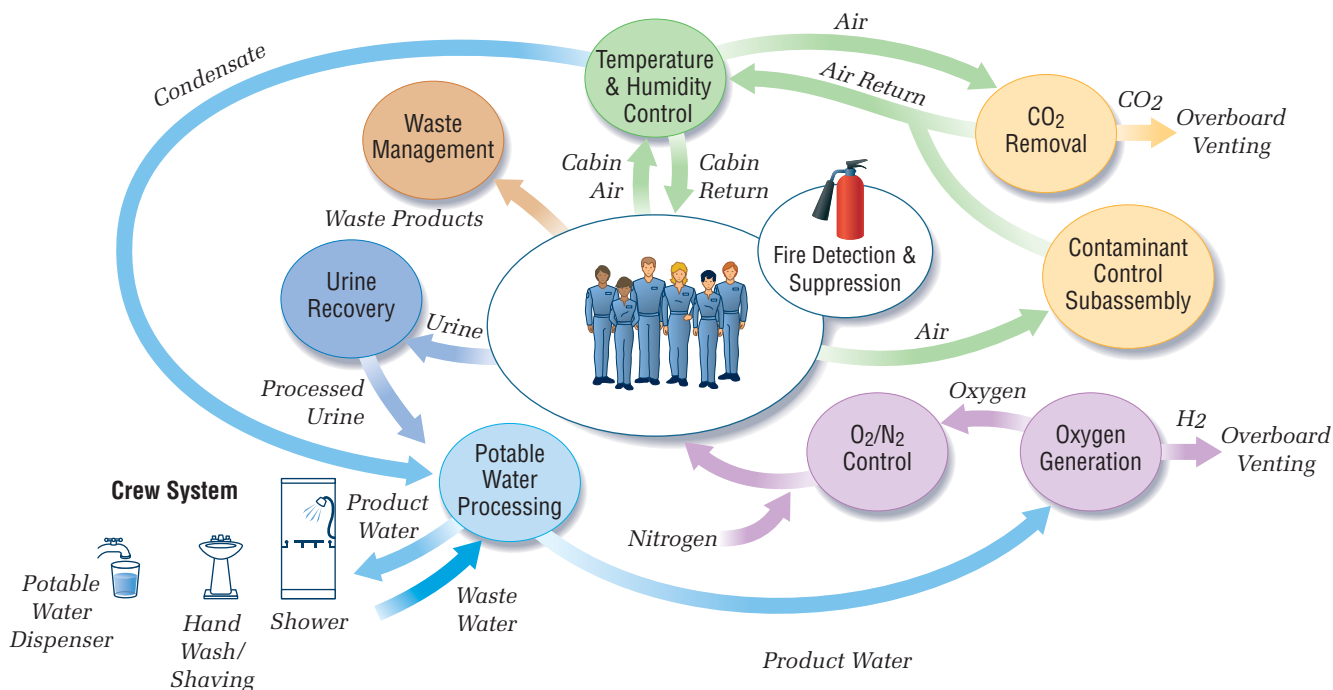 Condensate
Temperature
& Humidity
Control
Air
Air Return
CO2
Removal
CO2
Overboard
Venting
Waste
Management
Waste Products
Cabin
Air
Cabin
Return
Fire Detection &
Suppression
Contaminant
Control
Subassembly
Urine
Recovery
Urine
Air
Processed
Urine
Oxygen
O2/N2
Control
Oxygen
Generation
H2
Overboard
Venting
Potable
Water
Processing
Nitrogen
Crew System
Product
Water
Waste
Water
Potable
Water
Dispenser
Hand
Wash/
Shaving
Shower
Product Water